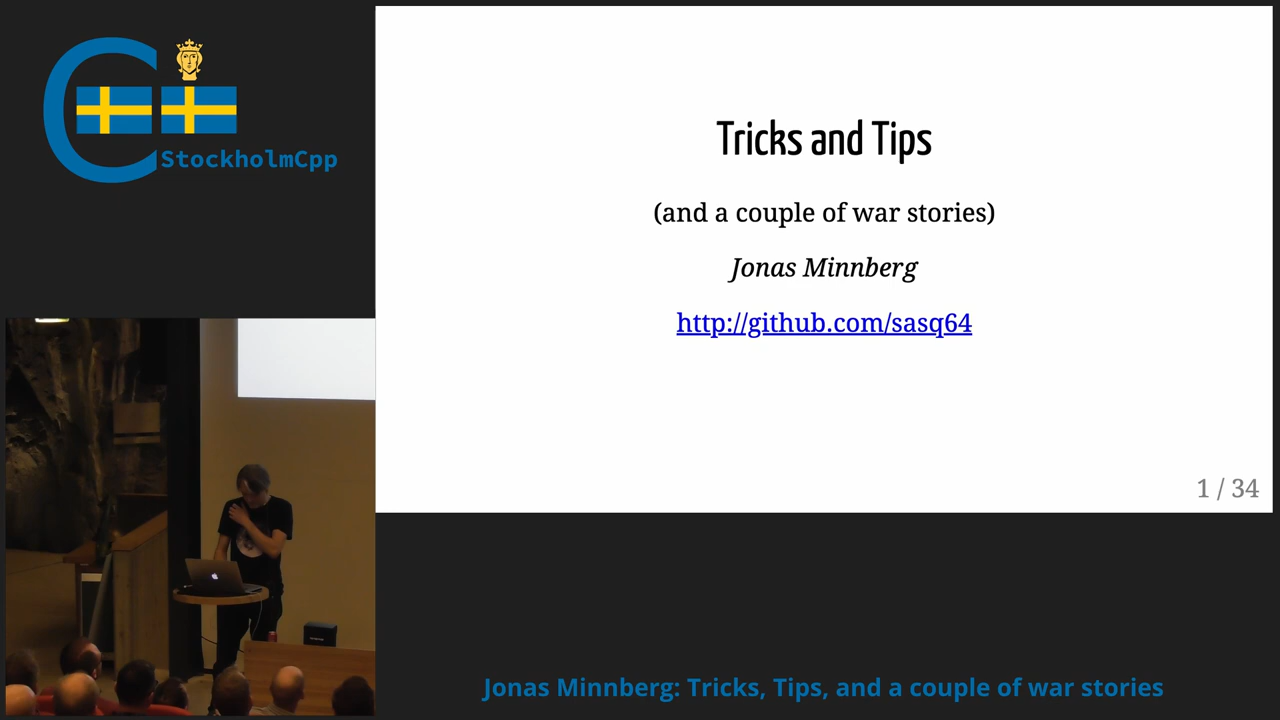 StockholmCpp
Tricks and Tips
(and a couple of war stories)
Jonas Minnberg
http://github.com/sasq64
1 / 34
Jonas Minnberg: Tricks, Tips, and a couple of war stories